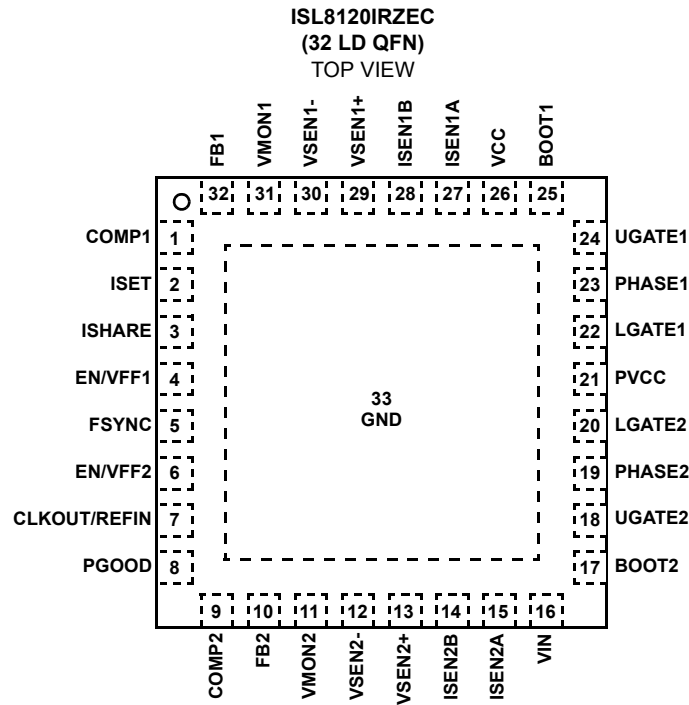 ISL8120IRZEC
(32 LD QFN)
TOP VIEW
FB1
VMON1
VSEN1-
VSEN1+
ISEN1B
ISEN1A
VCC
BOOT1
32 31 30 29 28 27 26 25
COMP1 1 24 UGATE1
ISET 2 23 PHASE1
ISHARE 3 22 LGATE1
EN/VFF1 4 21 PVCC
33
GND
FSYNC 5 20 LGATE2
EN/VFF2 6 19 PHASE2
CLKOUT/REFIN 7 18 UGATE2
PGOOD 8 17 BOOT2
9 10 11 12 13 14 15 16
COMP2
FB2
VMON2
VSEN2-
VSEN2+
ISEN2B
ISEN2A
VIN